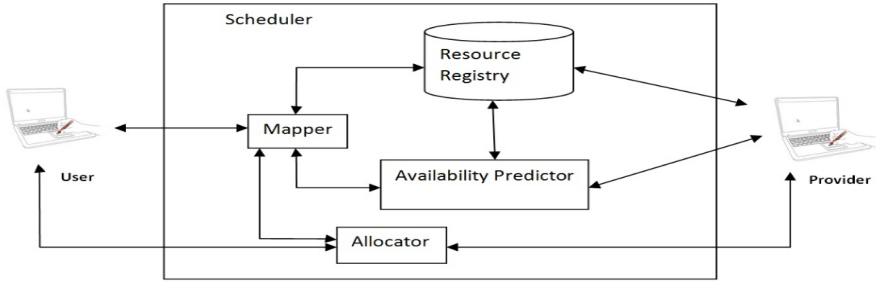 Scheduler
Resource
Registry
Mapper
User
Availability Predictor
Provider
Allocator